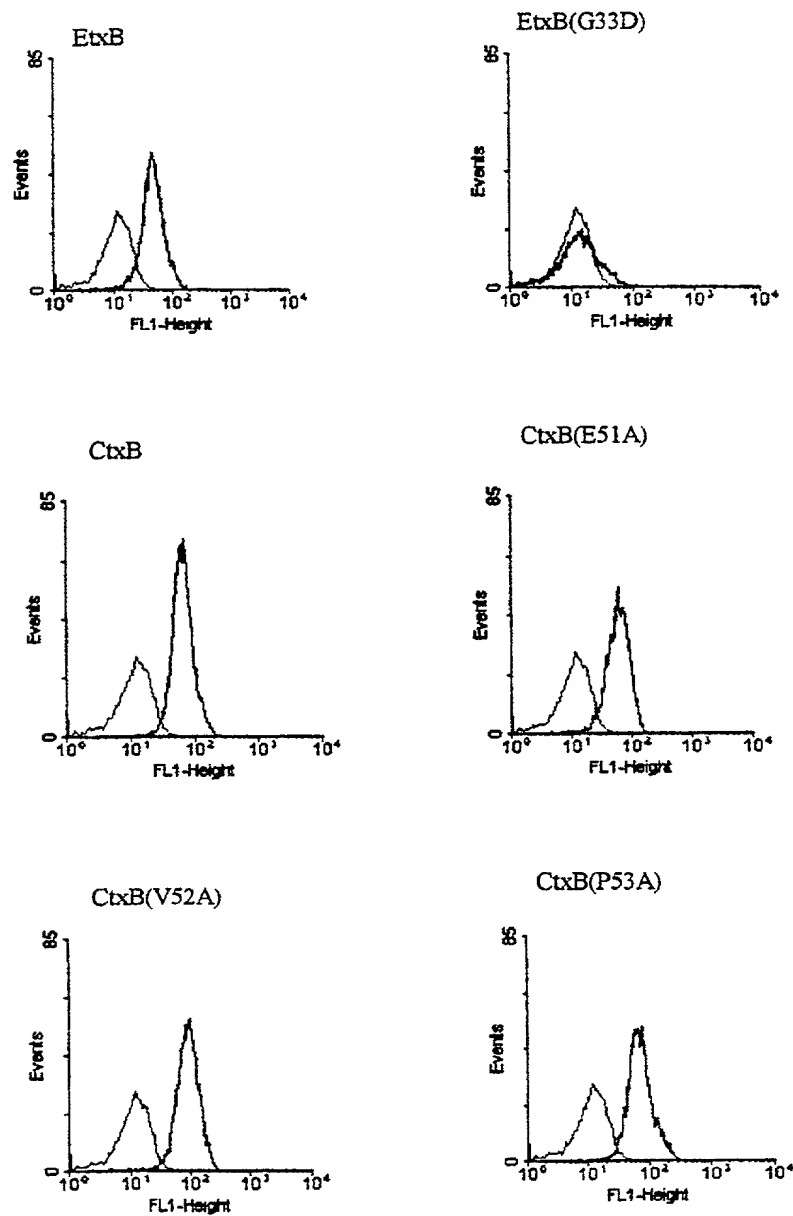 EtxB
85
Events
0
10⁰ 10¹ 10² 10³ 10⁴
FL1-Height
EtxB(G33D)
85
Events
0
10⁰ 10¹ 10² 10³ 10⁴
FL1-Height
CtxB
85
Events
0
10⁰ 10¹ 10² 10³ 10⁴
FL1-Height
CtxB(E51A)
85
Events
0
10⁰ 10¹ 10² 10³ 10⁴
FL1-Height
CtxB(V52A)
85
Events
0
10⁰ 10¹ 10² 10³ 10⁴
FL1-Height
CtxB(P53A)
85
Events
0
10⁰ 10¹ 10² 10³ 10⁴
FL1-Height